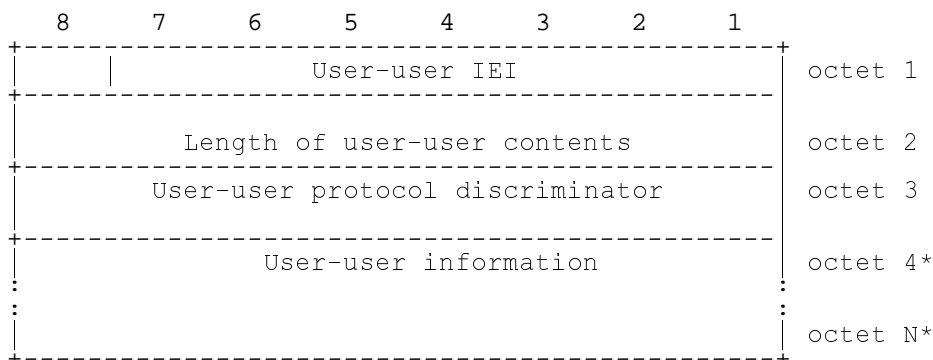 8 7 6 5 4 3 2 1
User-user IEI octet 1
Length of user-user contents octet 2
User-user protocol discriminator octet 3
User-user information octet 4*
: :
: :
octet N*